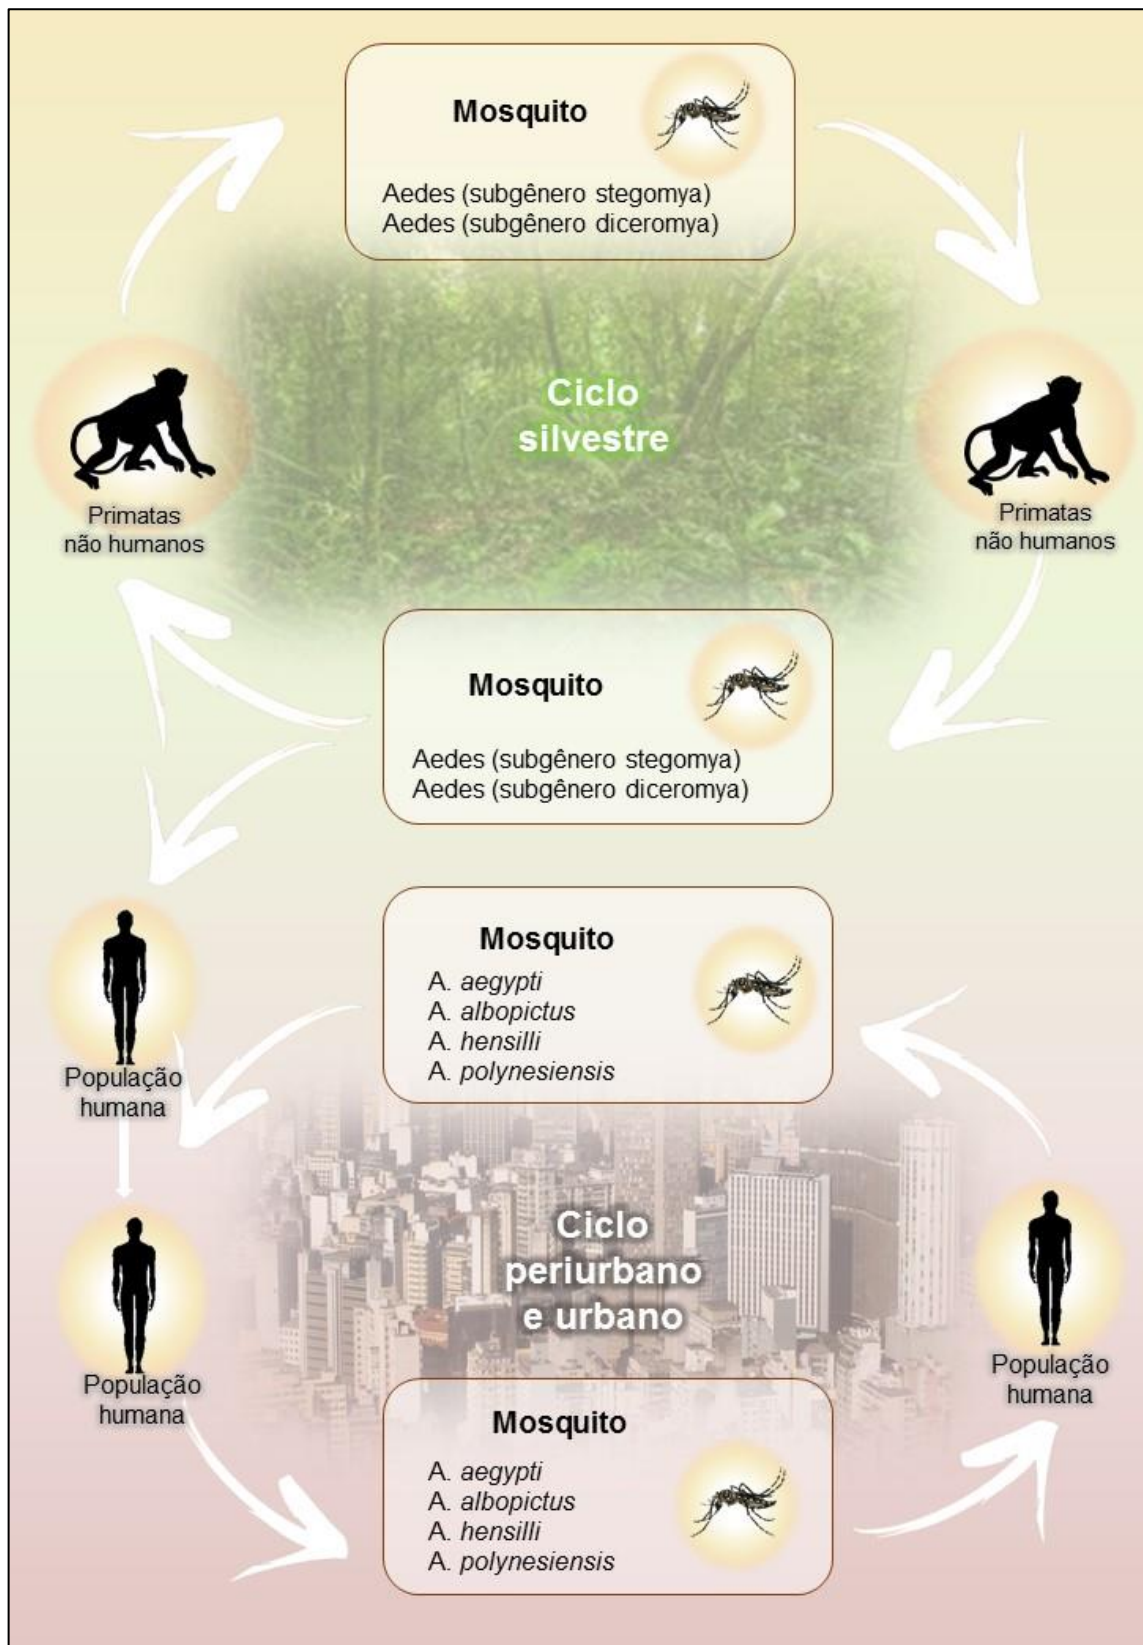 Mosquito
Aedes (subgênero stegomya)
Aedes (subgênero diceromya)
Ciclo
silvestre
Primatas
não humanos
Primatas
não humanos
Mosquito
Aedes (subgênero stegomya)
Aedes (subgênero diceromya)
Mosquito
A. aegypti
A. albopictus
A. hensilli
A. polynesiensis
População
humana
Ciclo
periurbano
e urbano
População
humana
População
humana
Mosquito
A. aegypti
A. albopictus
A. hensilli
A. polynesiensis